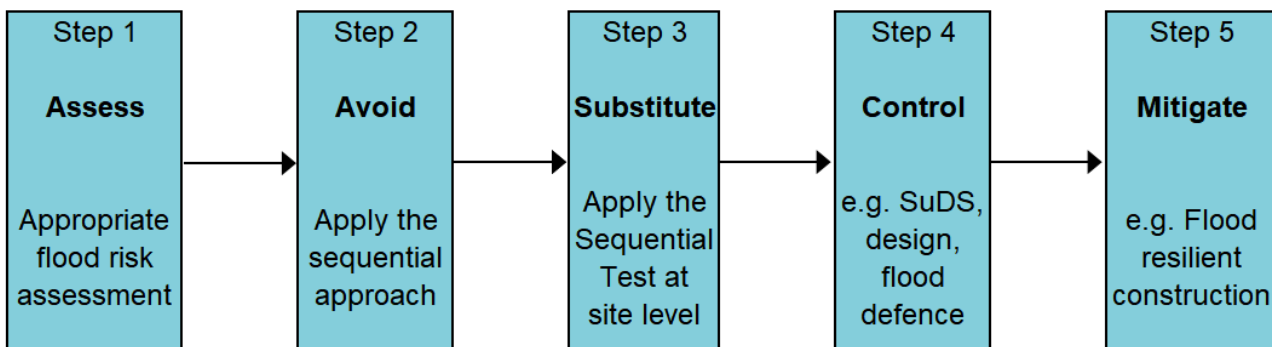 Step 1
Assess
Appropriate
flood risk
assessment
Step 2
Avoid
Apply the
sequential
approach
Step 3
Substitute
Apply the
Sequential
Test at
site level
Step 4
Control
e.g. SuDS,
design,
flood
defence
Step 5
Mitigate
e.g. Flood
resilient
construction